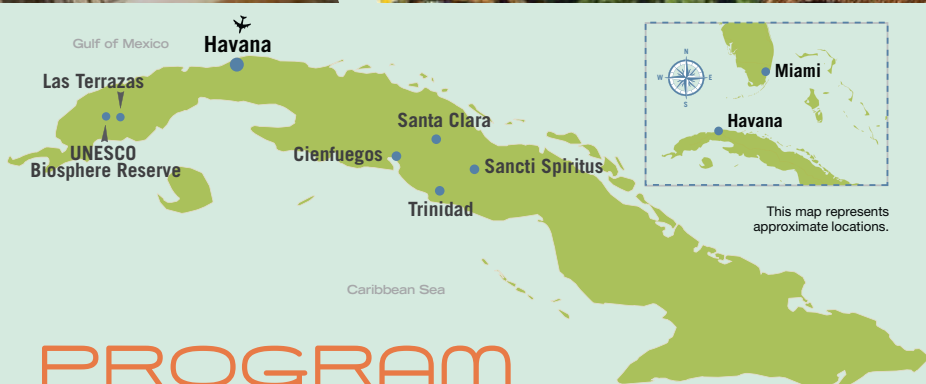 Gulf of Mexico
Havana
Las Terrazas
UNESCO
Biosphere Reserve
Santa Clara
Cienfuegos
Sancti Spiritus
Trinidad
Caribbean Sea
N
W
E
S
Miami
Havana
This map represents
approximate locations.
PROGRAM